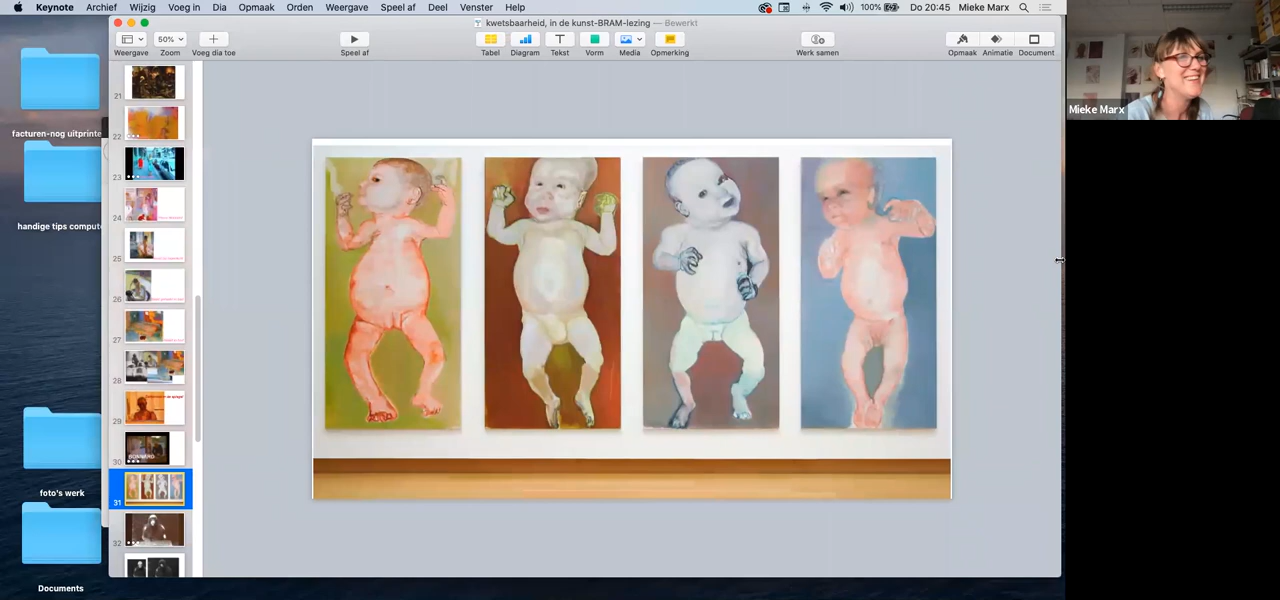 Keynote Archief Wijzig Voeg in Dia Opmaak Orden Weergave Speel af Deel Venster Help 100% Do 20:45 Mieke Marx
kwetsbaarheid, in de kunst-BRAM-lezing — Bewerkt
50%
Weergave Zoom Voeg dia toe Speel af Tabel Diagram Tekst Vorm Media Opmerking Werk samen Opmaak Animatie Document
Mieke Marx
facturen-nog uitprinte
handige tips comput
foto's werk
Documents
21
22
23
24
25
26
27
28
29
BONNARD
30
31
32